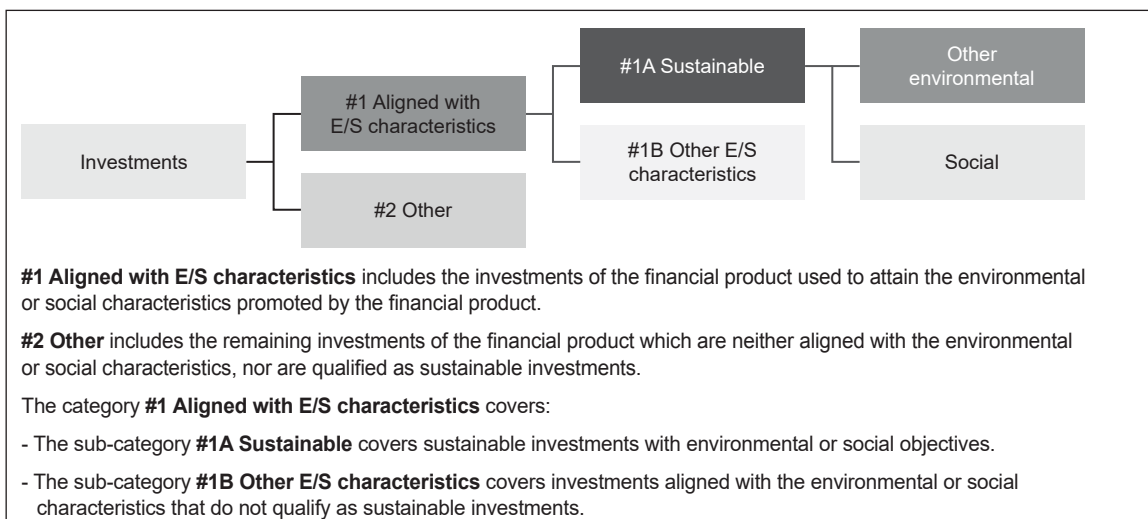 #1A Sustainable
Other
environmental
#1 Aligned with
E/S characteristics
Investments
#1B Other E/S
characteristics
Social
#2 Other
#1 Aligned with E/S characteristics includes the investments of the financial product used to attain the environmental
or social characteristics promoted by the financial product.
#2 Other includes the remaining investments of the financial product which are neither aligned with the environmental
or social characteristics, nor are qualified as sustainable investments.
The category #1 Aligned with E/S characteristics covers:
- The sub-category #1A Sustainable covers sustainable investments with environmental or social objectives.
- The sub-category #1B Other E/S characteristics covers investments aligned with the environmental or social
characteristics that do not qualify as sustainable investments.